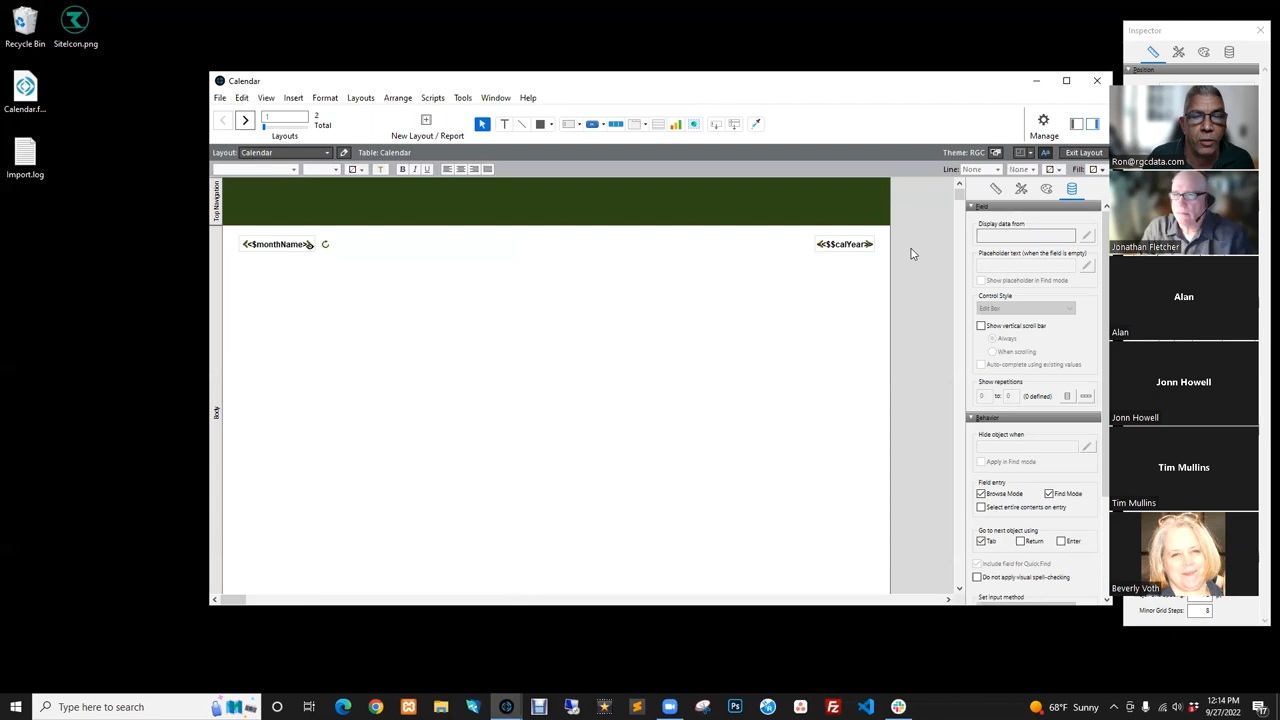 Recycle Bin
SiteIcon.png
Calendar.f...
Import.log
Calendar
File Edit View Insert Format Layouts Arrange Scripts Tools Window Help
1
2
Total
Layouts
New Layout / Report
Manage
Layout: Calendar
Table: Calendar
Theme: RGC
Aa
Exit Layout
B I U
Line: None
None
Fill:
Top Navigation
<<$monthName>>
<<$$calYear>>
Body
Field
Display data from
Placeholder text (when the field is empty)
Show placeholder in Find mode
Control Style
Edit Box
Show vertical scroll bar
Always
When scrolling
Auto-complete using existing values
Show repetitions
0 to: 0 (0 defined)
Behavior
Hide object when
Apply in Find mode
Field entry
Browse Mode Find Mode
Select entire contents on entry
Go to next object using
Tab Return Enter
Include field for QuickFind
Do not apply visual spell-checking
Set input method
Inspector
Position
Ron@rgcdata.com
Jonathan Fletcher
Alan
Alan
Jonn Howell
Jonn Howell
Tim Mullins
Tim Mullins
Beverly Voth
Minor Grid Steps: 8
Type here to search
68°F Sunny
12:14 PM
9/27/2022
17